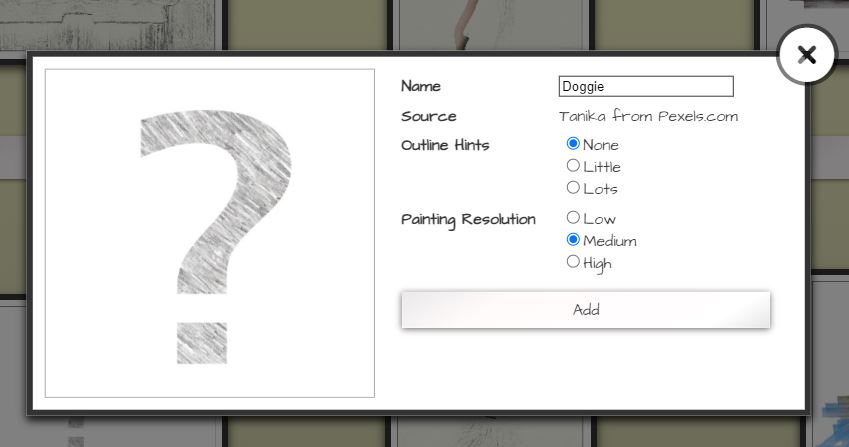 Name Doggie
Source Tanika from Pexels.com
Outline Hints None
Little
Lots
Painting Resolution Low
Medium
High
Add